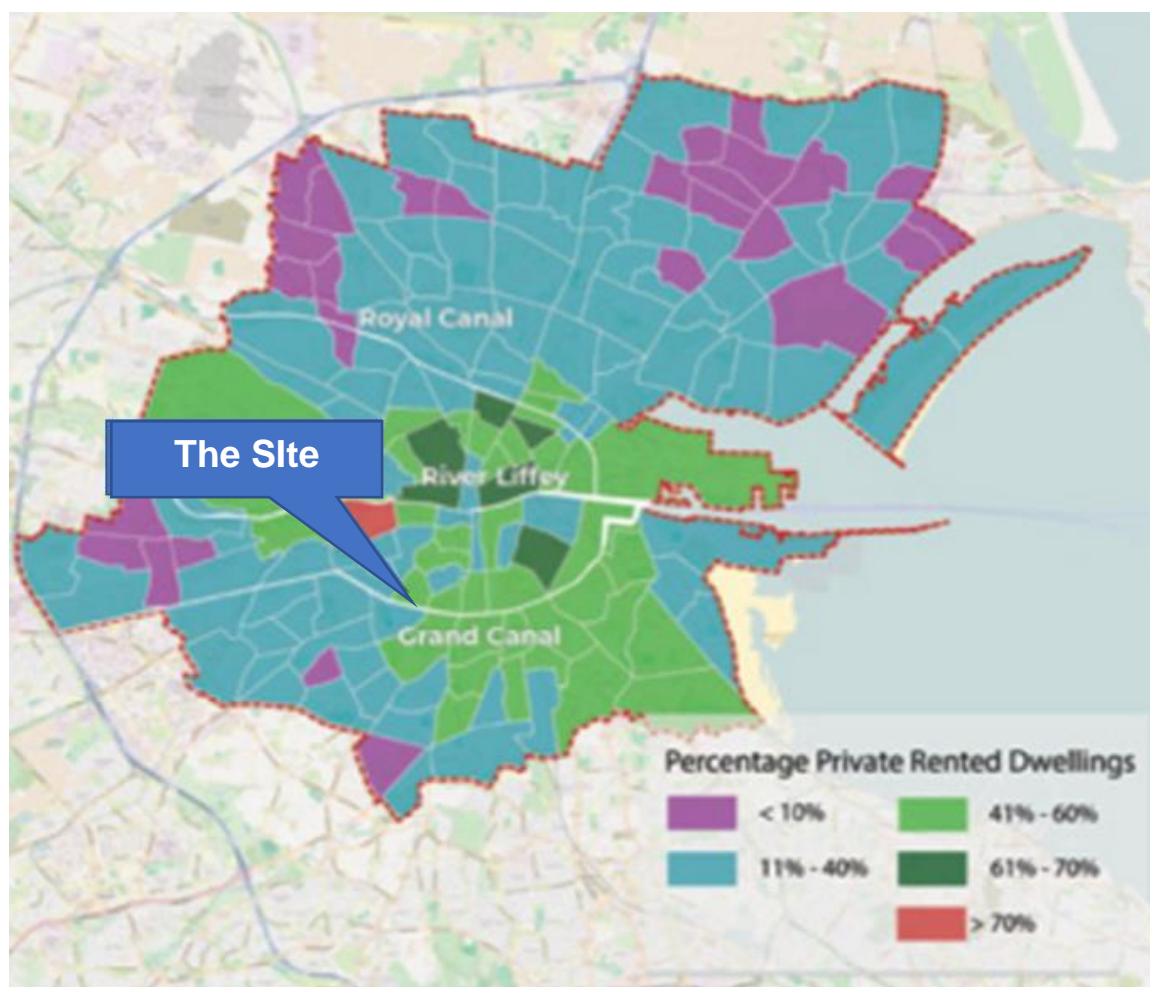 Royal Canal
The SIte
River Liffey
Grand Canal
Percentage Private Rented Dwellings
< 10%
41% - 60%
11% - 40%
61% - 70%
> 70%